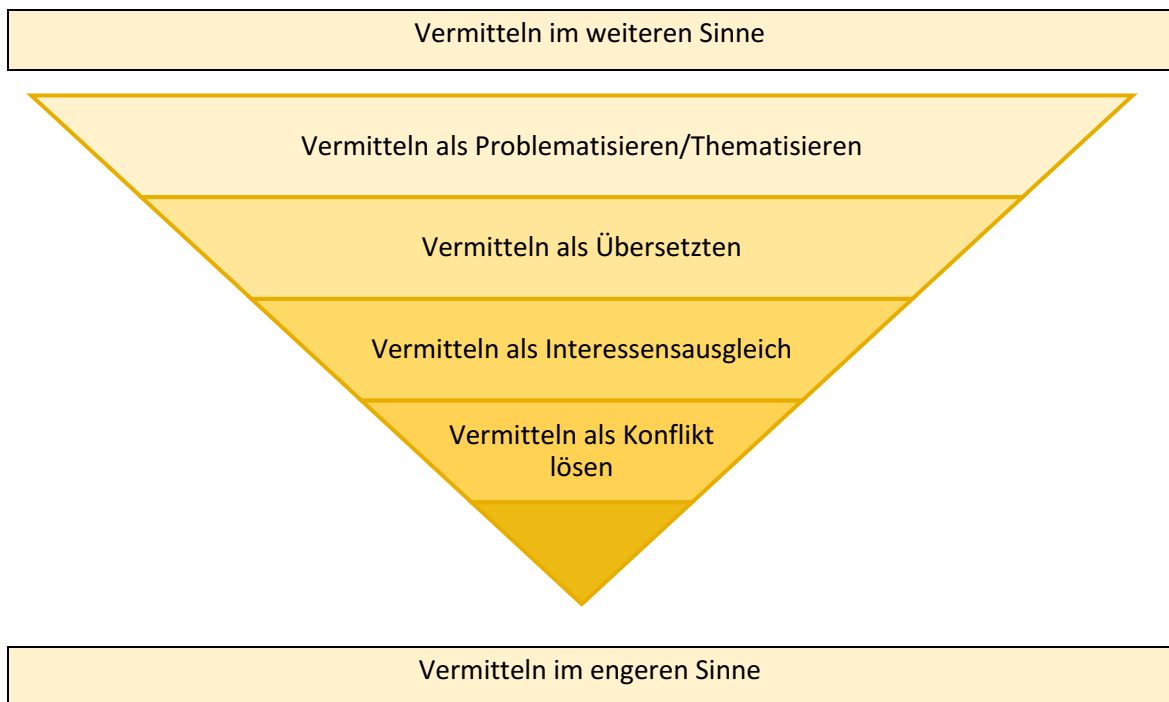 Vermitteln im weiteren Sinne
Vermitteln als Problematisieren/Thematisieren
Vermitteln als Übersetzten
Vermitteln als Interessensausgleich
Vermitteln als Konflikt
lösen
Vermitteln im engeren Sinne